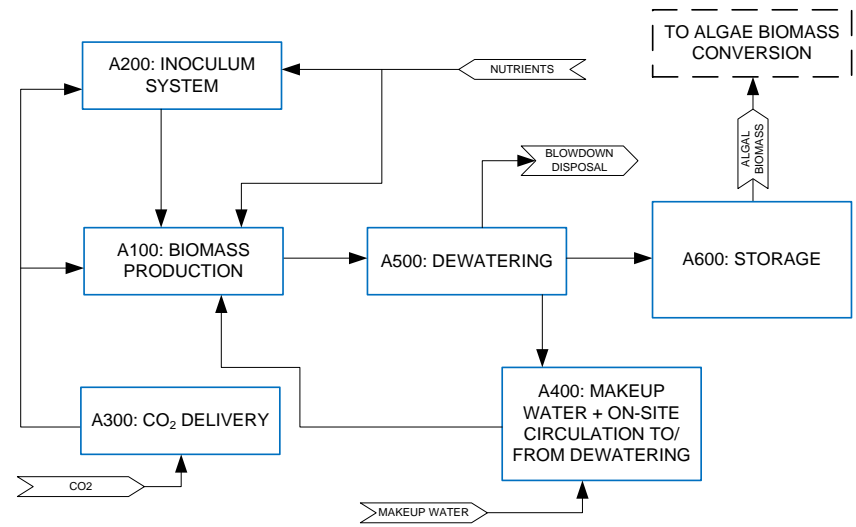 TO ALGAE BIOMASS
CONVERSION
A200: INOCULUM
SYSTEM
NUTRIENTS
ALGAL
BIOMASS
BLOWDOWN
DISPOSAL
A100: BIOMASS
PRODUCTION
A500: DEWATERING
A600: STORAGE
A300: CO₂ DELIVERY
A400: MAKEUP
WATER + ON-SITE
CIRCULATION TO/
FROM DEWATERING
CO2
MAKEUP WATER